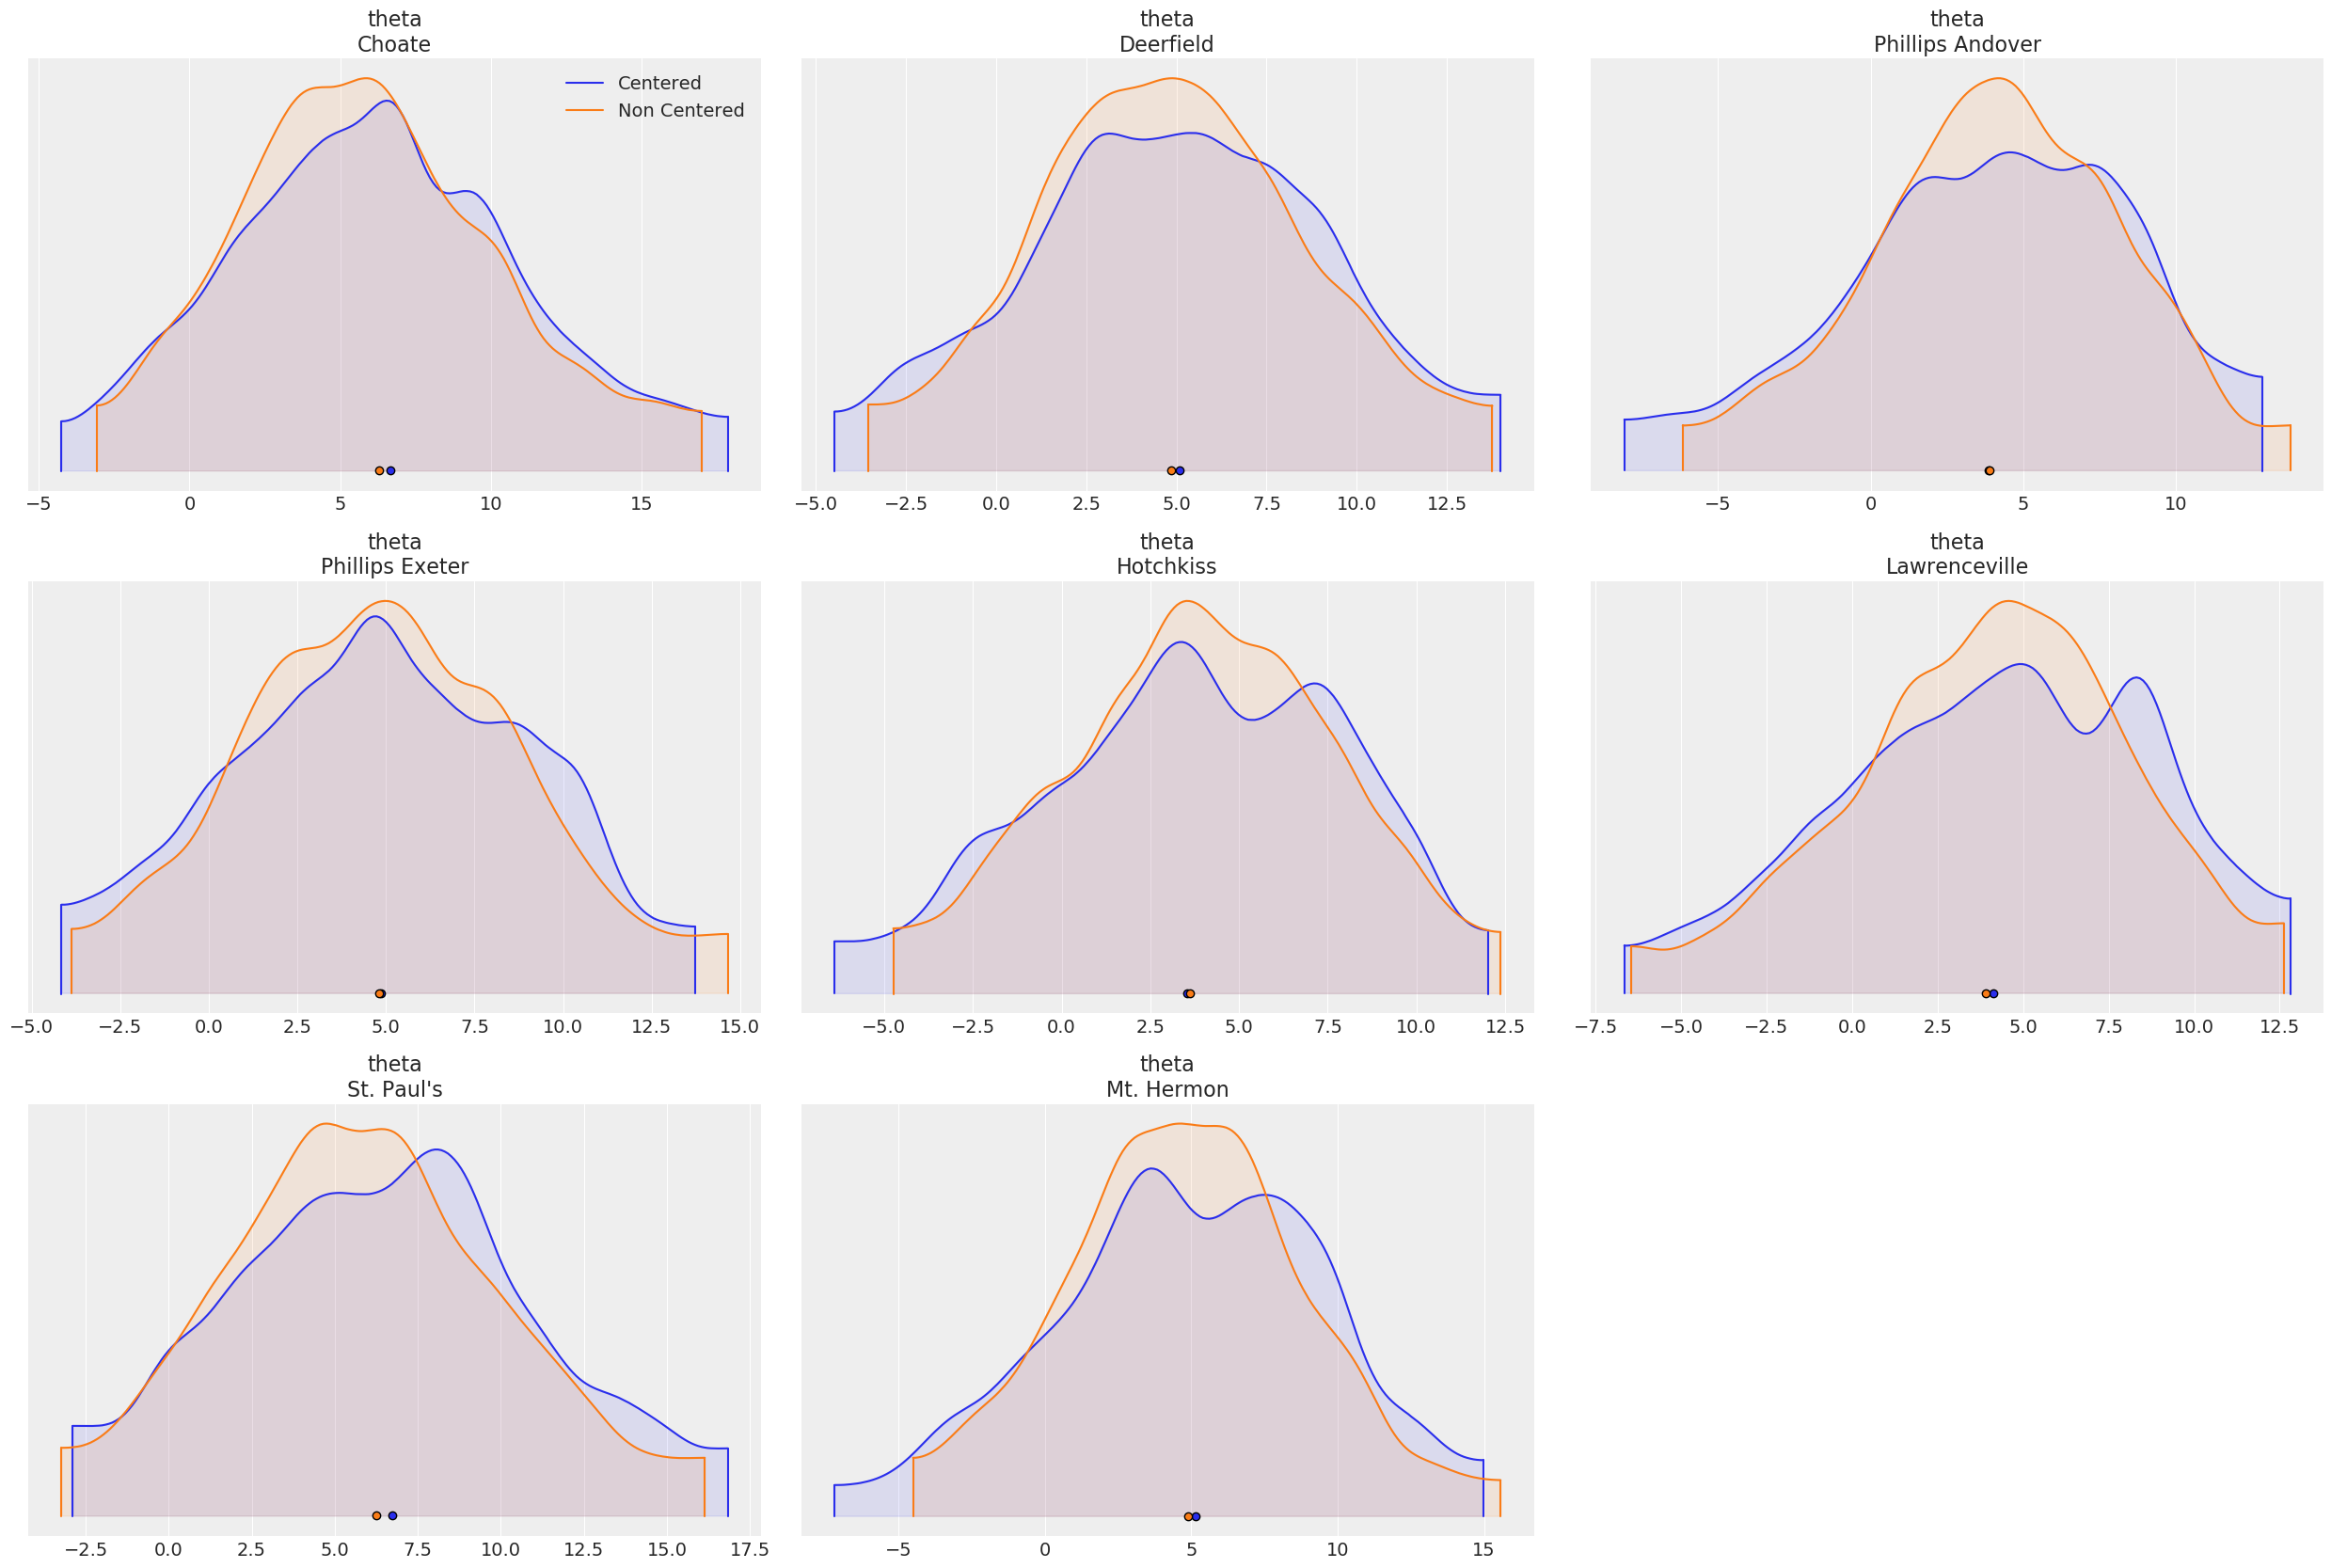 theta
Choate
Centered
Non Centered
−5 0 5 10 15
theta
Deerfield
−5.0 −2.5 0.0 2.5 5.0 7.5 10.0 12.5
theta
Phillips Andover
−5 0 5 10
theta
Phillips Exeter
−5.0 −2.5 0.0 2.5 5.0 7.5 10.0 12.5 15.0
theta
Hotchkiss
−5.0 −2.5 0.0 2.5 5.0 7.5 10.0 12.5
theta
Lawrenceville
−7.5 −5.0 −2.5 0.0 2.5 5.0 7.5 10.0 12.5
theta
St. Paul's
−2.5 0.0 2.5 5.0 7.5 10.0 12.5 15.0 17.5
theta
Mt. Hermon
−5 0 5 10 15